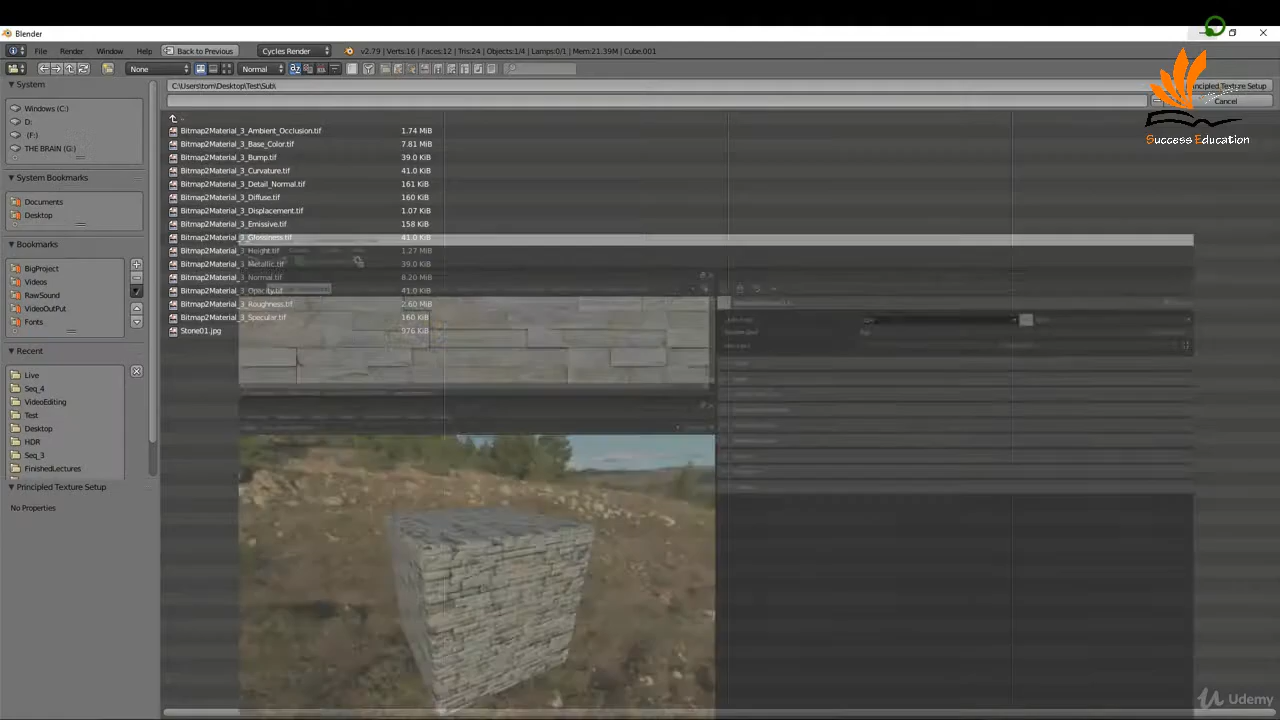 Blender
File Render Window Help Back to Previous Cycles Render v2.79 | Verts:16 | Faces:12 | Tris:24 | Objects:1/4 | Lamps:0/1 | Mem:21.39M | Cube.001
None Normal
System
Windows (C:)
D:
(F:)
THE BRAIN (G:)
System Bookmarks
Documents
Desktop
Bookmarks
BigProject
Videos
RawSound
VideoOutPut
Fonts
Recent
Live
Seq_4
VideoEditing
Test
Desktop
HDR
Seq_3
FinishedLectures
Principled Texture Setup
No Properties
C:\Users\tom\Desktop\Test\Sub\
ncipled Texture Setup
Cancel
..
Bitmap2Material_3_Ambient_Occlusion.tif 1.74 MiB
Bitmap2Material_3_Base_Color.tif 7.81 MiB
Bitmap2Material_3_Bump.tif 39.0 KiB
Bitmap2Material_3_Curvature.tif 41.0 KiB
Bitmap2Material_3_Detail_Normal.tif 161 KiB
Bitmap2Material_3_Diffuse.tif 160 KiB
Bitmap2Material_3_Displacement.tif 1.07 MiB
Bitmap2Material_3_Emissive.tif 158 KiB
Bitmap2Material_3_Glossiness.tif 41.0 KiB
Bitmap2Material_3_Height.tif 1.27 MiB
Bitmap2Material_3_Metallic.tif 39.0 KiB
Bitmap2Material_3_Normal.tif 8.20 MiB
Bitmap2Material_3_Opacity.tif 41.0 KiB
Bitmap2Material_3_Roughness.tif 2.60 MiB
Bitmap2Material_3_Specular.tif 160 KiB
Stone01.jpg 976 KiB
Success Education
Udemy